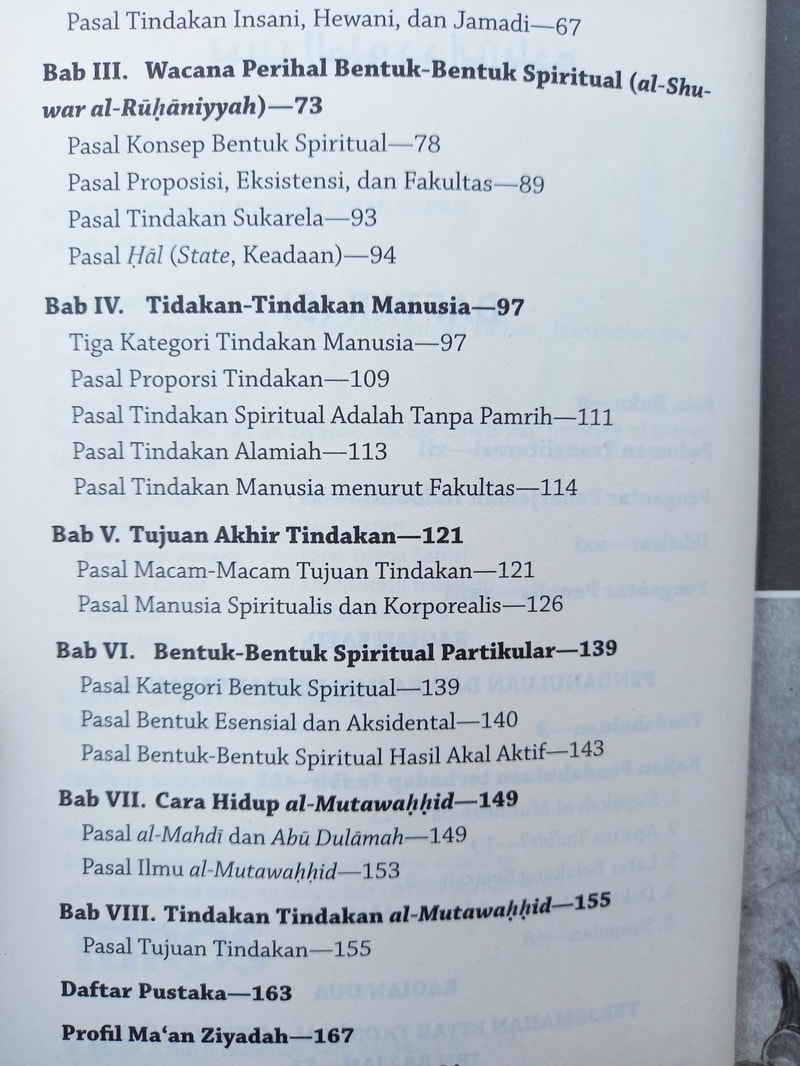 Pasal Tindakan Insani, Hewani, dan Jamadi—67
Bab III. Wacana Perihal Bentuk-Bentuk Spiritual (al-Shu-
war al-Rūḥāniyyah)—73
Pasal Konsep Bentuk Spiritual—78
Pasal Proposisi, Eksistensi, dan Fakultas—89
Pasal Tindakan Sukarela—93
Pasal Ḥāl (State, Keadaan)—94
Bab IV. Tidakan-Tindakan Manusia—97
Tiga Kategori Tindakan Manusia—97
Pasal Proporsi Tindakan—109
Pasal Tindakan Spiritual Adalah Tanpa Pamrih—111
Pasal Tindakan Alamiah—113
Pasal Tindakan Manusia menurut Fakultas—114
Bab V. Tujuan Akhir Tindakan—121
Pasal Macam-Macam Tujuan Tindakan—121
Pasal Manusia Spiritualis dan Korporealis—126
Bab VI. Bentuk-Bentuk Spiritual Partikular—139
Pasal Kategori Bentuk Spiritual—139
Pasal Bentuk Esensial dan Aksidental—140
Pasal Bentuk-Bentuk Spiritual Hasil Akal Aktif—143
Bab VII. Cara Hidup al-Mutawaḥḥid—149
Pasal al-Mahdī dan Abū Dulāmah—149
Pasal Ilmu al-Mutawaḥḥid—153
Bab VIII. Tindakan Tindakan al-Mutawaḥḥid—155
Pasal Tujuan Tindakan—155
Daftar Pustaka—163
Profil Ma‘an Ziyadah—167